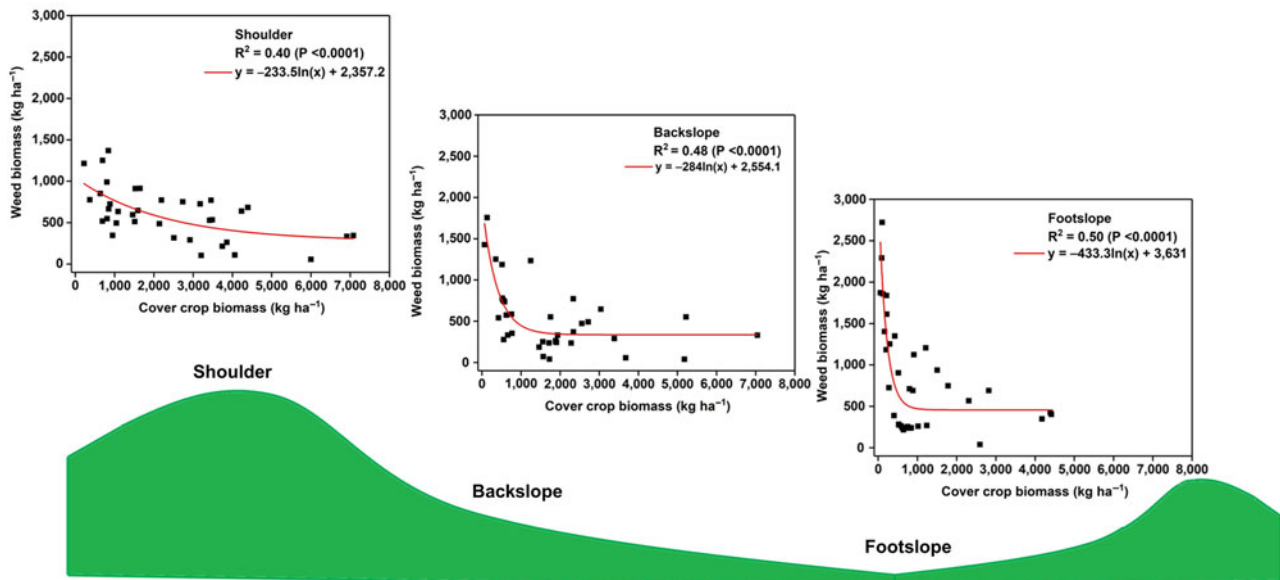 Shoulder
R² = 0.40 (P <0.0001)
y = −233.5ln(x) + 2,357.2
Weed biomass (kg ha⁻¹)
3,000
2,500
2,000
1,500
1,000
500
0
0 1,000 2,000 3,000 4,000 5,000 6,000 7,000 8,000
Cover crop biomass (kg ha⁻¹)
Backslope
R² = 0.48 (P <0.0001)
y = −284ln(x) + 2,554.1
Weed biomass (kg ha⁻¹)
3,000
2,500
2,000
1,500
1,000
500
0
0 1,000 2,000 3,000 4,000 5,000 6,000 7,000 8,000
Cover crop biomass (kg ha⁻¹)
Footslope
R² = 0.50 (P <0.0001)
y = −433.3ln(x) + 3,631
Weed biomass (kg ha⁻¹)
3,000
2,500
2,000
1,500
1,000
500
0
0 1,000 2,000 3,000 4,000 5,000 6,000 7,000 8,000
Cover crop biomass (kg ha⁻¹)
Shoulder
Backslope
Footslope